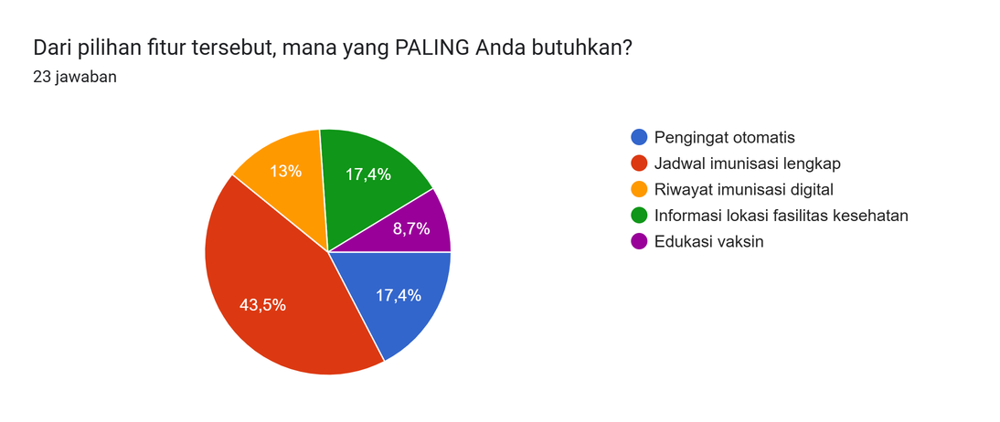 Dari pilihan fitur tersebut, mana yang PALING Anda butuhkan?
23 jawaban
13%
17,4%
8,7%
43,5%
17,4%
Pengingat otomatis
Jadwal imunisasi lengkap
Riwayat imunisasi digital
Informasi lokasi fasilitas kesehatan
Edukasi vaksin